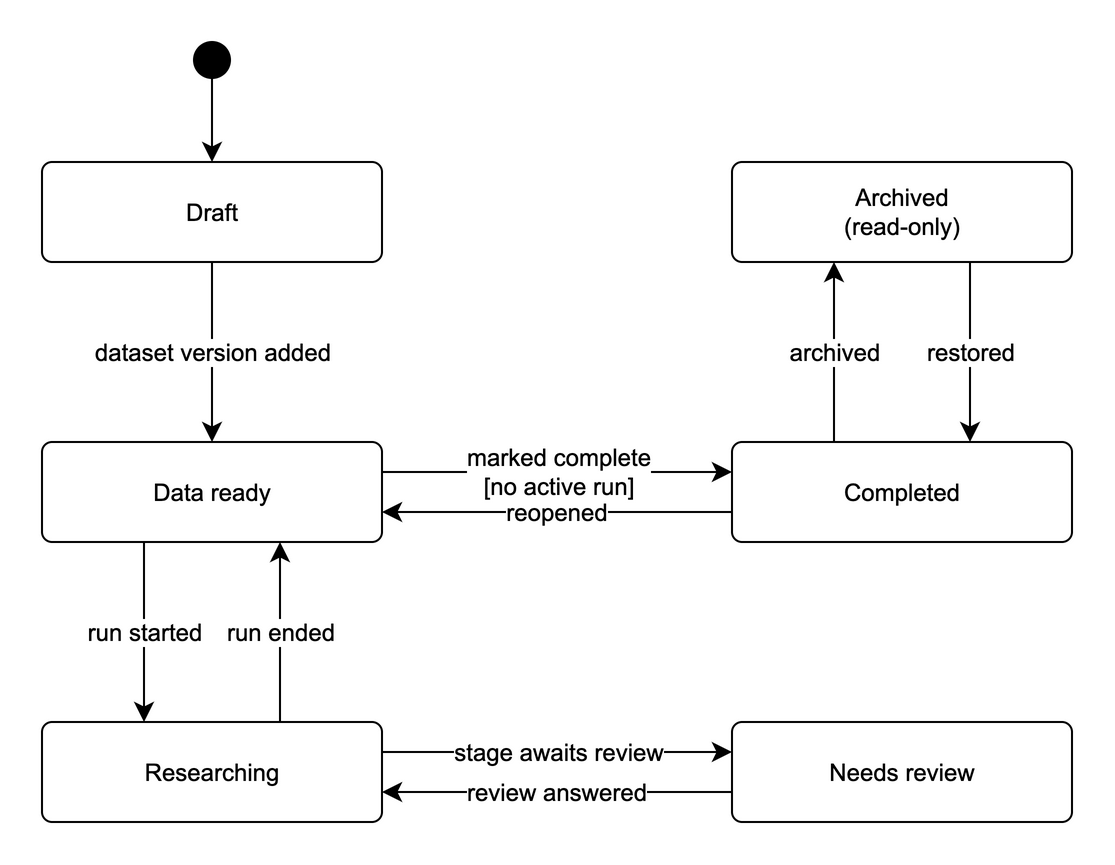 Draft
Archived
(read-only)
dataset version added
archived
restored
marked complete
[no active run]
Data ready
Completed
reopened
run started
run ended
Researching
stage awaits review
review answered
Needs review